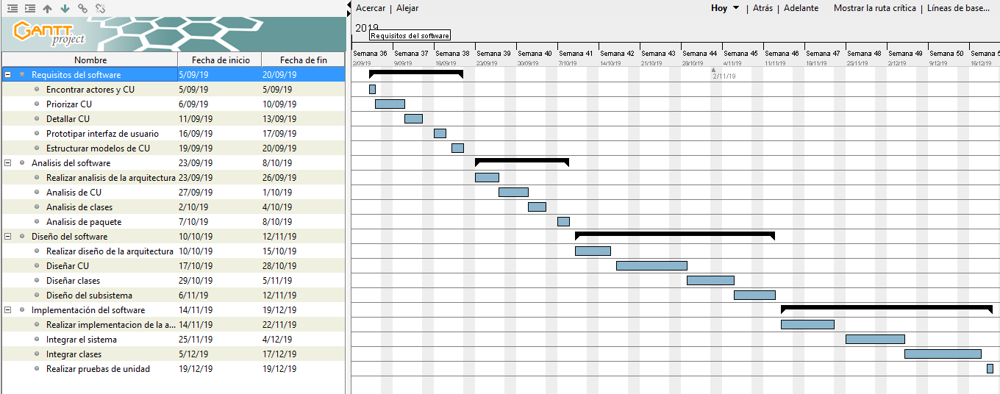 Acercar | Alejar
Hoy | Atrás | Adelante Mostrar la ruta crítica | Líneas de base...
GANTT project
2019
Requisitos del software
Semana 36 Semana 37 Semana 38 Semana 39 Semana 40 Semana 41 Semana 42 Semana 43 Semana 44 Semana 45 Semana 46 Semana 47 Semana 48 Semana 49 Semana 50 Semana 5
2/09/19 9/09/19 16/09/19 23/09/19 30/09/19 7/10/19 14/10/19 21/10/19 28/10/19 4/11/19 11/11/19 18/11/19 25/11/19 2/12/19 9/12/19 16/12/19
2/11/19
Nombre Fecha de inicio Fecha de fin
Requisitos del software 5/09/19 20/09/19
Encontrar actores y CU 5/09/19 5/09/19
Priorizar CU 6/09/19 10/09/19
Detallar CU 11/09/19 13/09/19
Prototipar interfaz de usuario 16/09/19 17/09/19
Estructurar modelos de CU 19/09/19 20/09/19
Analisis del software 23/09/19 8/10/19
Realizar analisis de la arquitectura 23/09/19 26/09/19
Analisis de CU 27/09/19 1/10/19
Analisis de clases 2/10/19 4/10/19
Analisis de paquete 7/10/19 8/10/19
Diseño del software 10/10/19 12/11/19
Realizar diseño de la arquitectura 10/10/19 15/10/19
Diseñar CU 17/10/19 28/10/19
Diseñar clases 29/10/19 5/11/19
Diseño del subsistema 6/11/19 12/11/19
Implementación del software 14/11/19 19/12/19
Realizar implementacion de la a... 14/11/19 22/11/19
Integrar el sistema 25/11/19 4/12/19
Integrar clases 5/12/19 17/12/19
Realizar pruebas de unidad 19/12/19 19/12/19